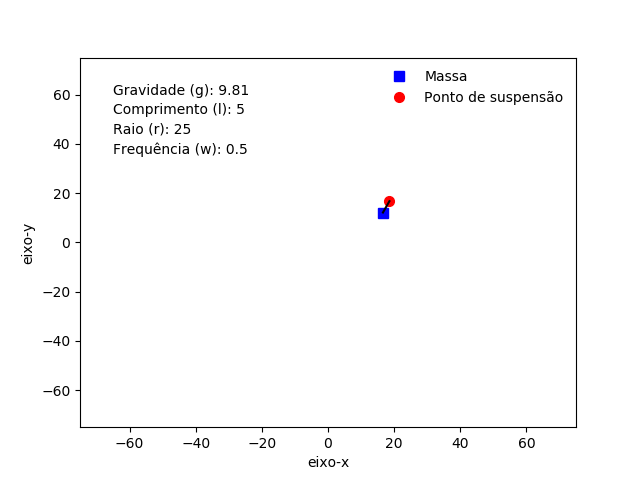 Gravidade (g): 9.81
Comprimento (l): 5
Raio (r): 25
Frequência (w): 0.5
Massa
Ponto de suspensão
60
40
20
0
−20
−40
−60
eixo-y
−60
−40
−20
0
20
40
60
eixo-x